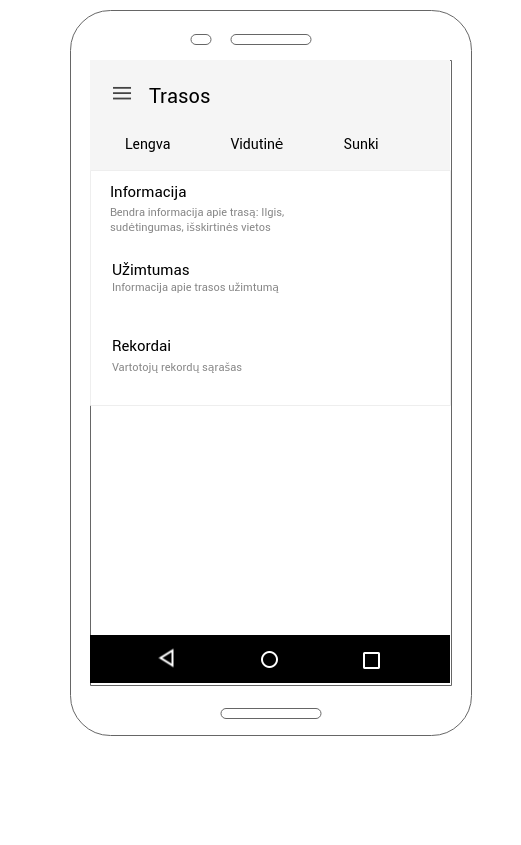 Trasos
Lengva Vidutinė Sunki
Informacija
Bendra informacija apie trasą: Ilgis,
sudėtingumas, išskirtinės vietos
Užimtumas
Informacija apie trasos užimtumą
Rekordai
Vartotojų rekordų sąrašas